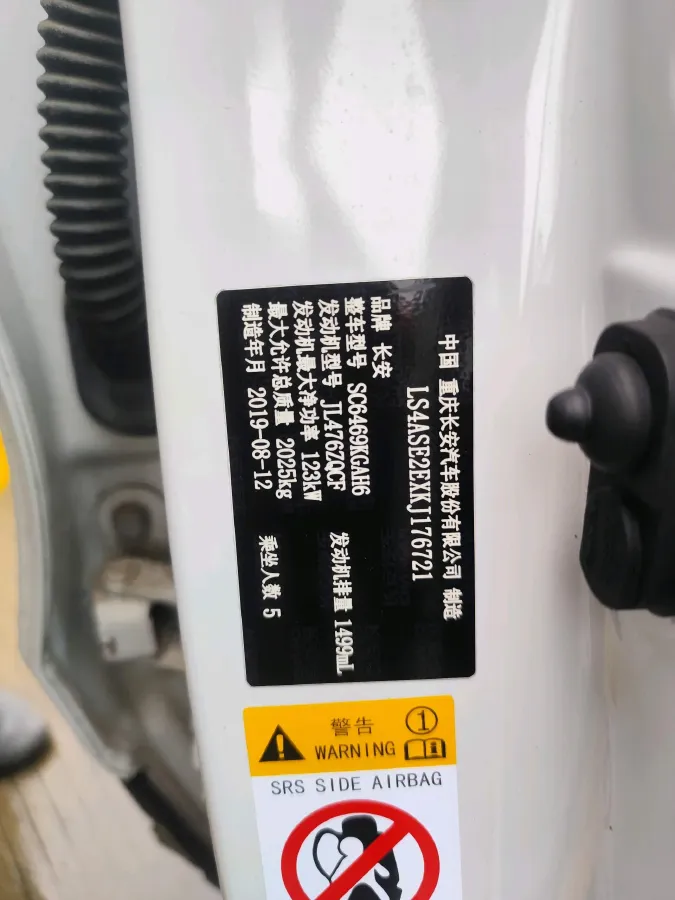 中国 重庆长安汽车股份有限公司 制造
LS4ASE2EXKJ176721
品牌 长安
整车型号 SC6469KGAH6
发动机型号 JL476ZQCF 发动机排量 1499mL
发动机最大净功率 123kW
最大允许总质量 2025kg
制造年月 2019-08-12 乘坐人数 5
警告
WARNING
1
SRS SIDE AIRBAG